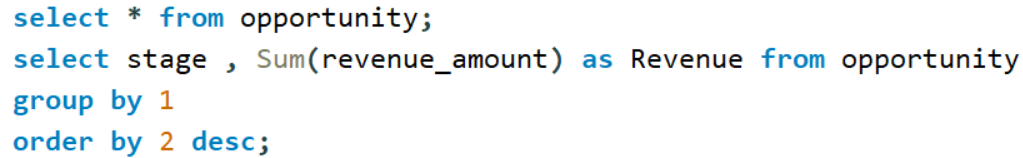 select * from opportunity;
select stage , Sum(revenue_amount) as Revenue from opportunity
group by 1
order by 2 desc;